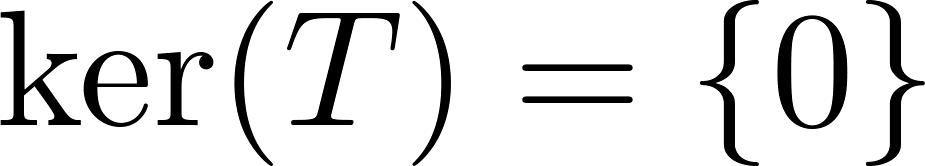 ker(T) = {0}